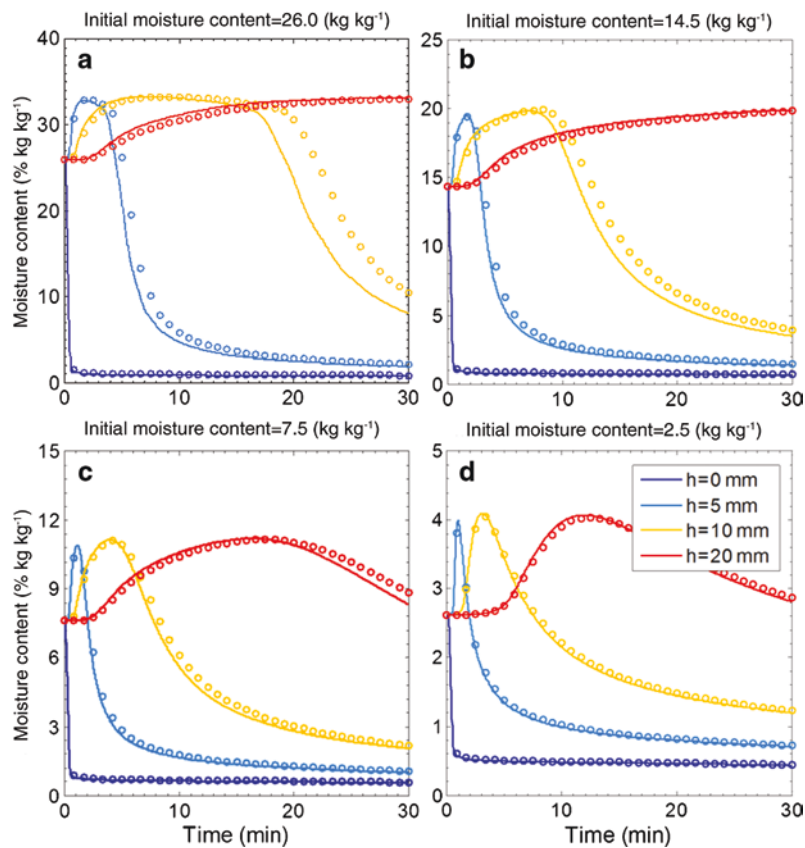 Initial moisture content=26.0 (kg kg⁻¹)
Initial moisture content=14.5 (kg kg⁻¹)
a
b
Moisture content (% kg kg⁻¹)
40
30
20
10
0
25
20
15
10
5
0
0
10
20
30
0
10
20
30
Initial moisture content=7.5 (kg kg⁻¹)
Initial moisture content=2.5 (kg kg⁻¹)
c
d
Moisture content (% kg kg⁻¹)
15
12
9
6
3
0
5
4
3
2
1
0
h=0 mm
h=5 mm
h=10 mm
h=20 mm
0
10
20
30
0
10
20
30
Time (min)
Time (min)